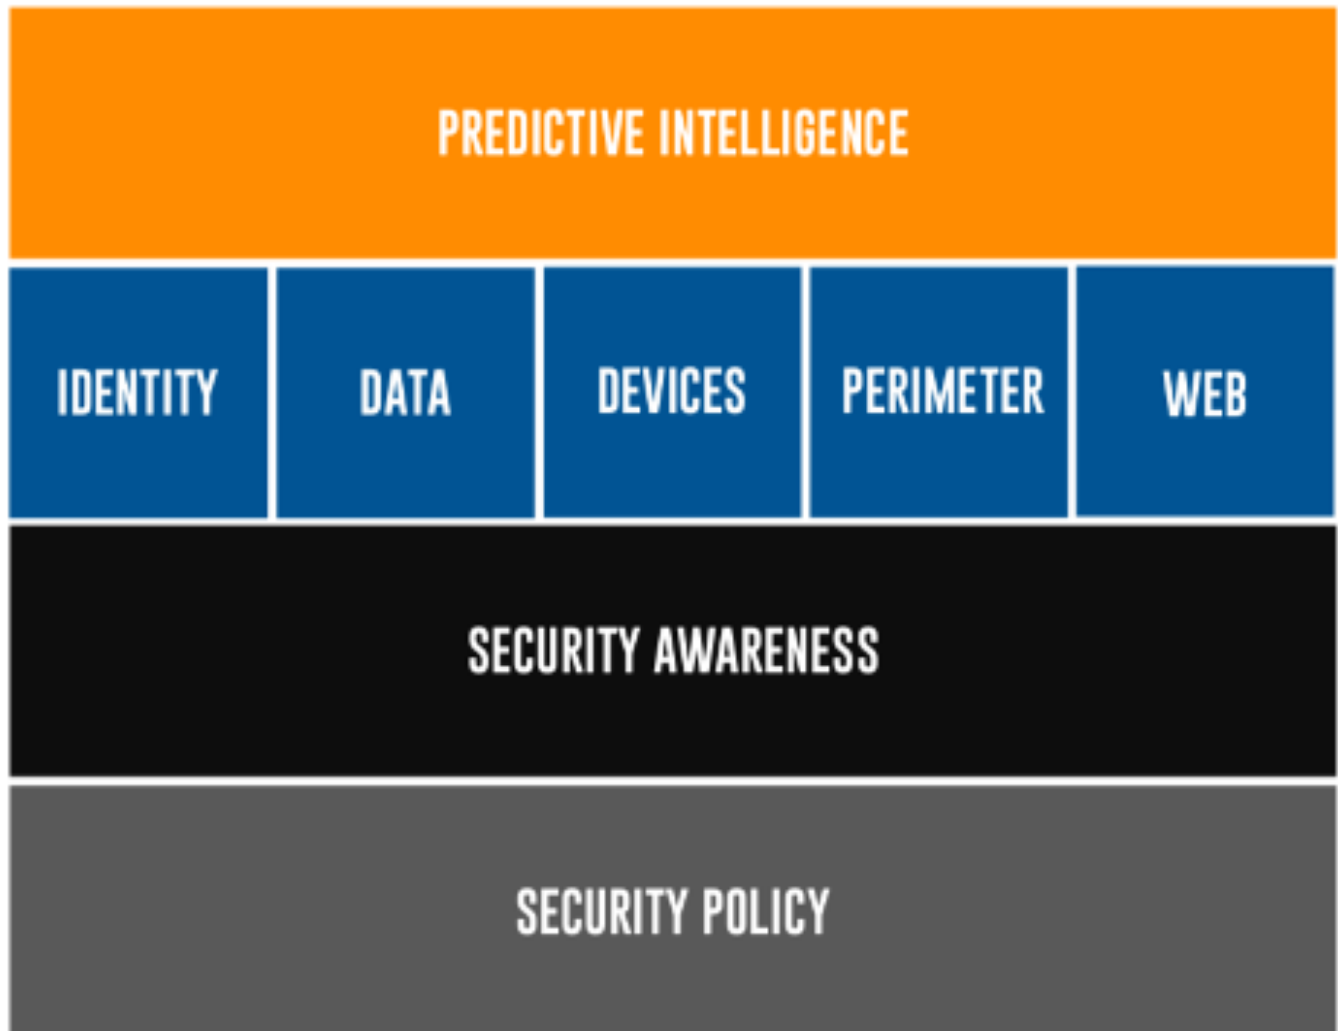 PREDICTIVE INTELLIGENCE
IDENTITY
DATA
DEVICES
PERIMETER
WEB
SECURITY AWARENESS
SECURITY POLICY